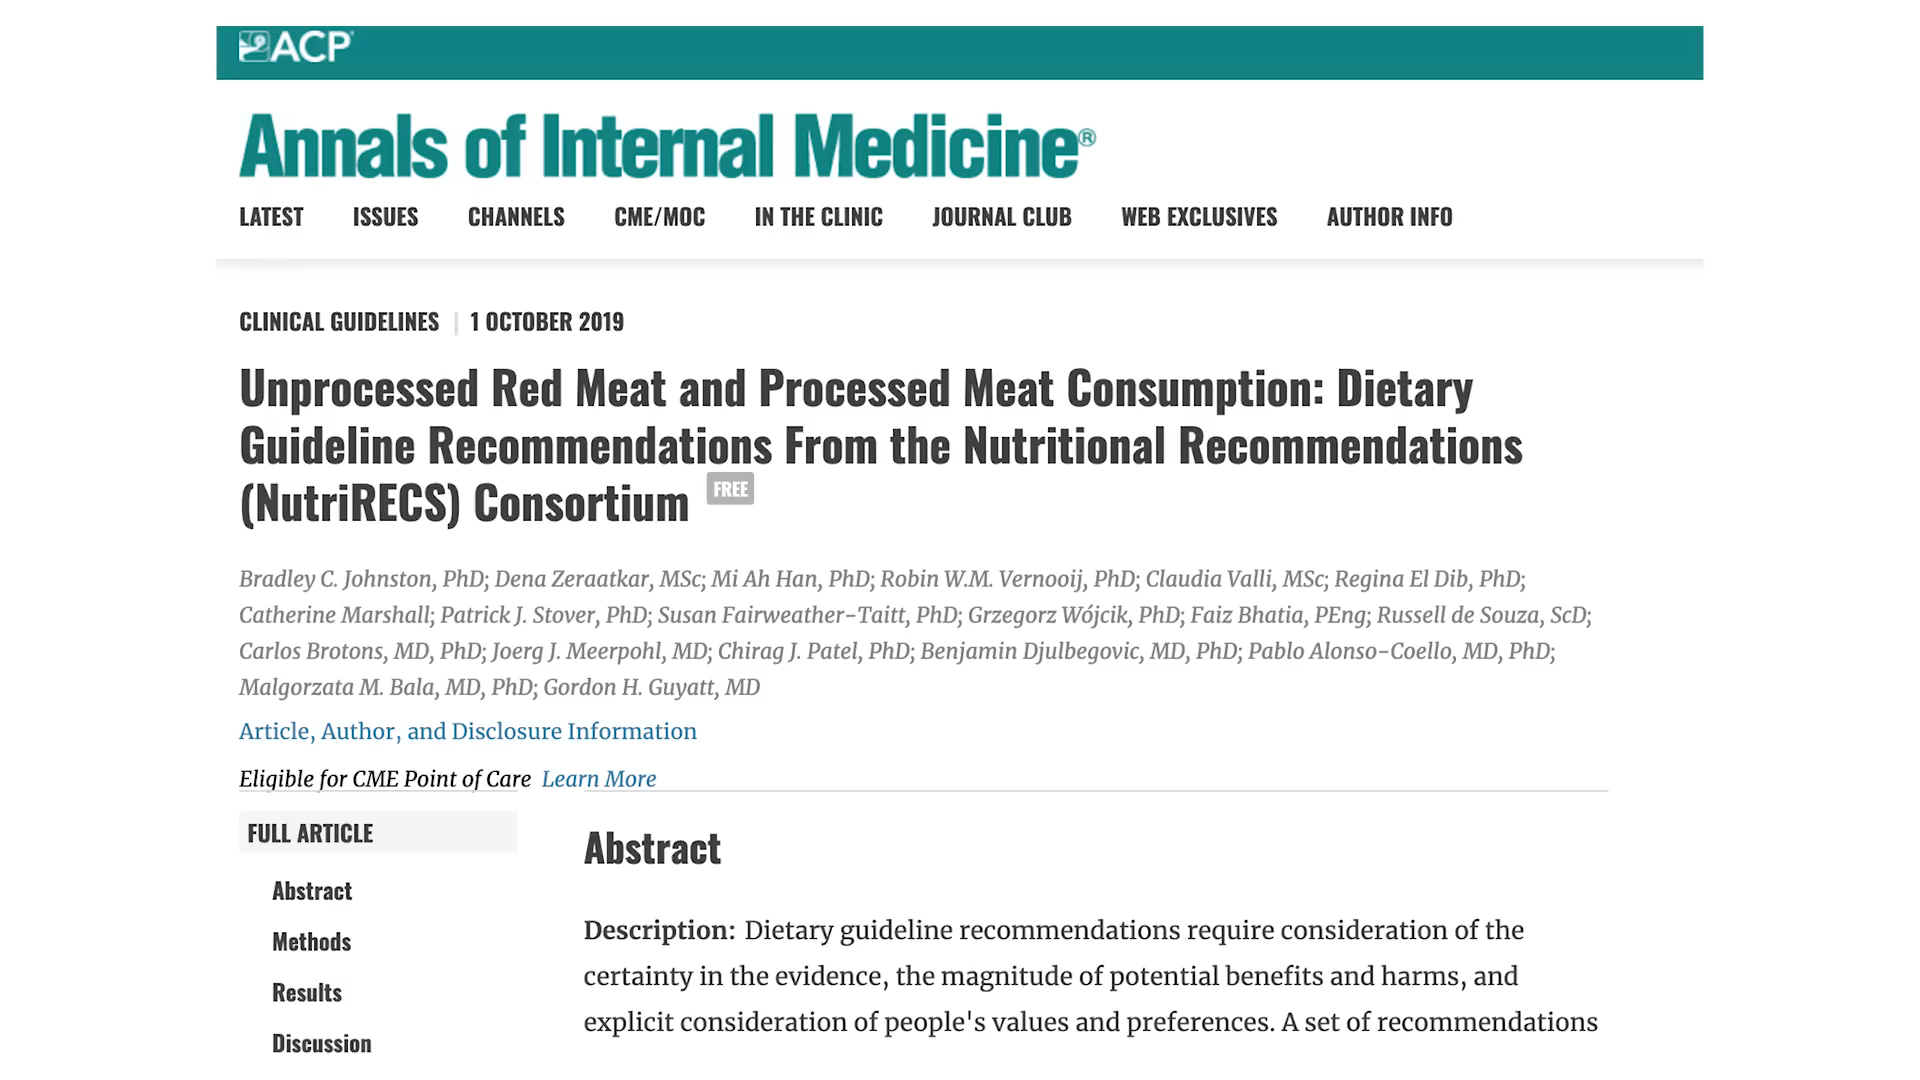 ACP
Annals of Internal Medicine®
LATEST ISSUES CHANNELS CME/MOC IN THE CLINIC JOURNAL CLUB WEB EXCLUSIVES AUTHOR INFO
CLINICAL GUIDELINES | 1 OCTOBER 2019
Unprocessed Red Meat and Processed Meat Consumption: Dietary
Guideline Recommendations From the Nutritional Recommendations
(NutriRECS) Consortium FREE
Bradley C. Johnston, PhD; Dena Zeraatkar, MSc; Mi Ah Han, PhD; Robin W.M. Vernooij, PhD; Claudia Valli, MSc; Regina El Dib, PhD;
Catherine Marshall; Patrick J. Stover, PhD; Susan Fairweather-Taitt, PhD; Grzegorz Wójcik, PhD; Faiz Bhatia, PEng; Russell de Souza, ScD;
Carlos Brotons, MD, PhD; Joerg J. Meerpohl, MD; Chirag J. Patel, PhD; Benjamin Djulbegovic, MD, PhD; Pablo Alonso-Coello, MD, PhD;
Malgorzata M. Bala, MD, PhD; Gordon H. Guyatt, MD
Article, Author, and Disclosure Information
Eligible for CME Point of Care Learn More
FULL ARTICLE
Abstract
Methods
Results
Discussion
Abstract
Description: Dietary guideline recommendations require consideration of the
certainty in the evidence, the magnitude of potential benefits and harms, and
explicit consideration of people's values and preferences. A set of recommendations